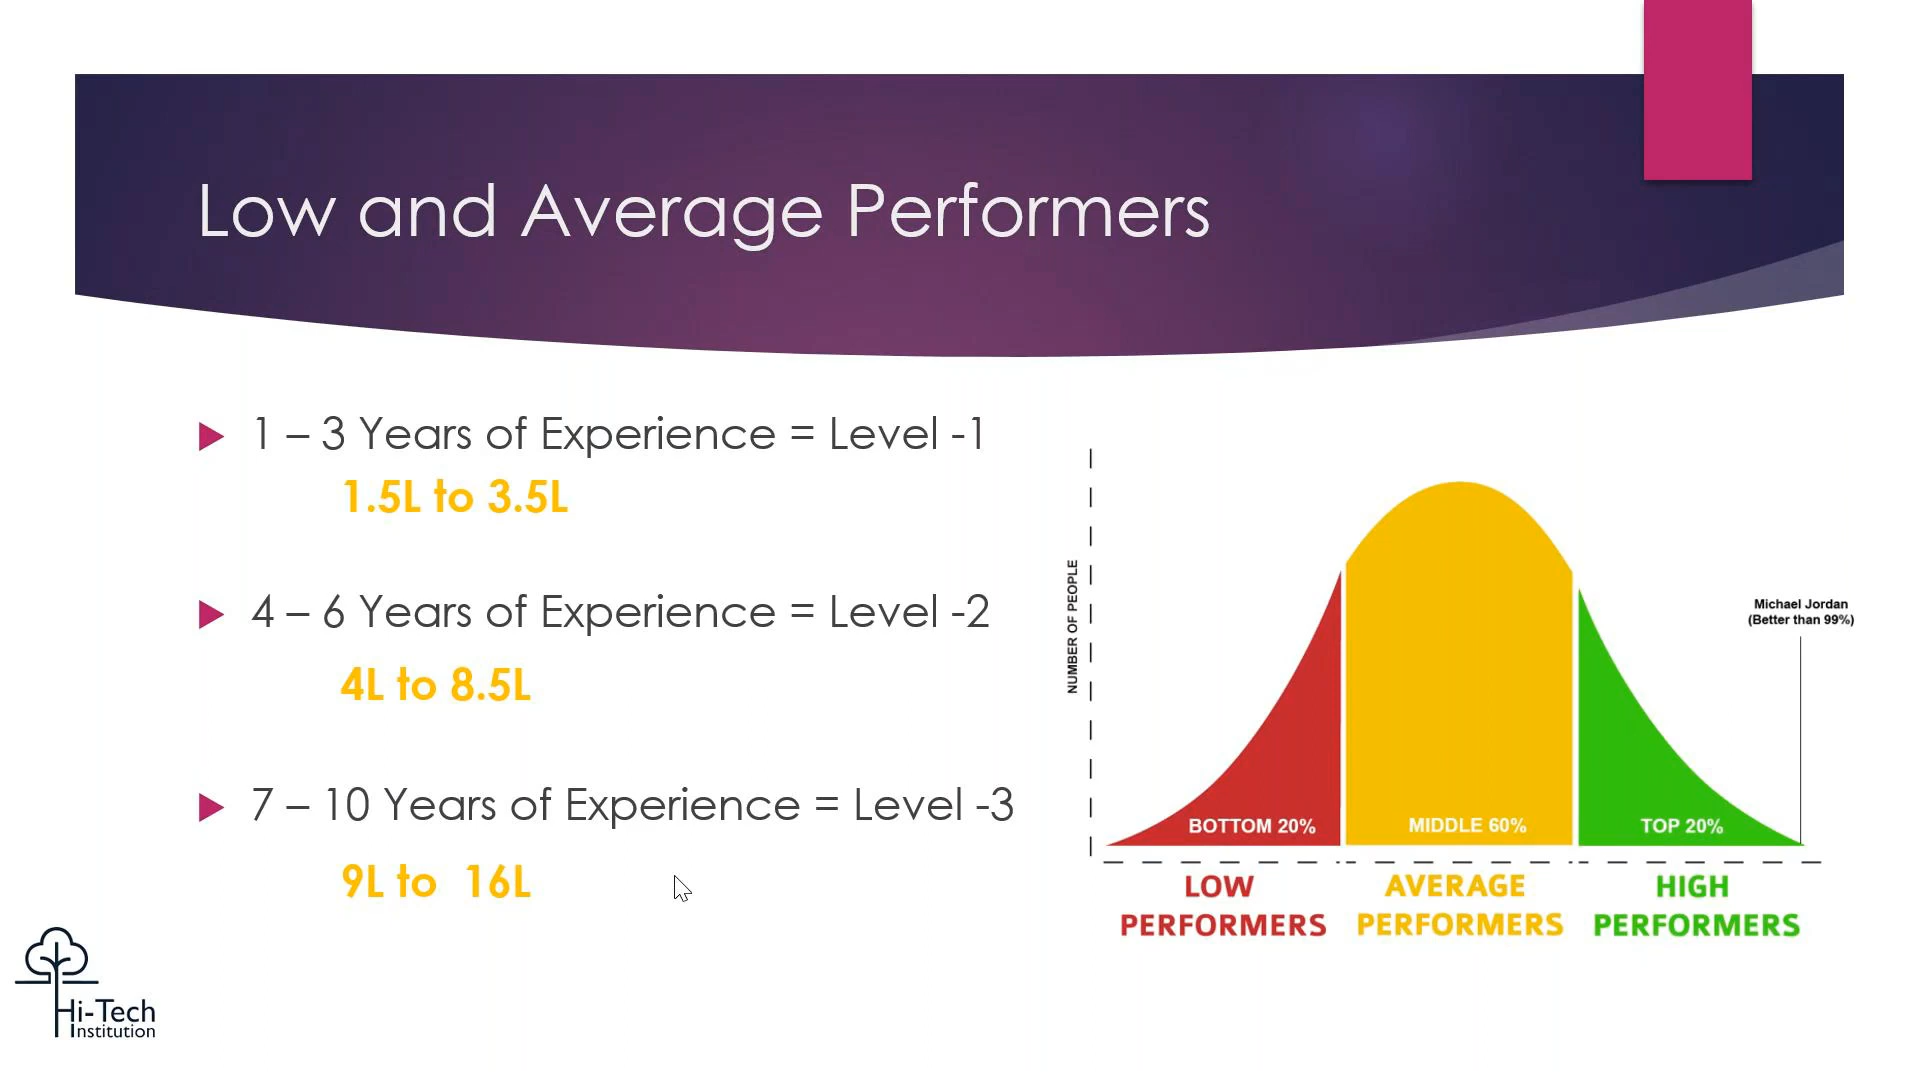 Low and Average Performers
1 – 3 Years of Experience = Level -1
1.5L to 3.5L
4 – 6 Years of Experience = Level -2
4L to 8.5L
7 – 10 Years of Experience = Level -3
9L to 16L
NUMBER OF PEOPLE
Michael Jordan
(Better than 99%)
BOTTOM 20%
MIDDLE 60%
TOP 20%
LOW
PERFORMERS
AVERAGE
PERFORMERS
HIGH
PERFORMERS
Hi-Tech
Institution